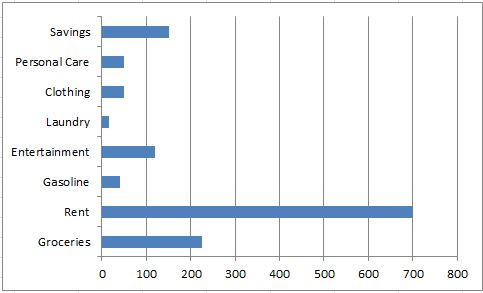 Savings
Personal Care
Clothing
Laundry
Entertainment
Gasoline
Rent
Groceries
0 100 200 300 400 500 600 700 800